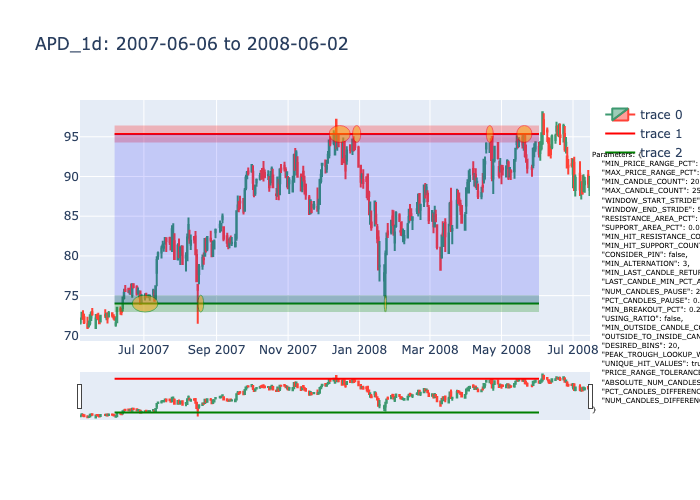 APD_1d: 2007-06-06 to 2008-06-02
95
90
85
80
75
70
Jul 2007
Sep 2007
Nov 2007
Jan 2008
Mar 2008
May 2008
Jul 2008
trace 0
trace 1
trace 2
Parameters: {
"MIN_PRICE_RANGE_PCT":
"MAX_PRICE_RANGE_PCT":
"MIN_CANDLE_COUNT": 20
"MAX_CANDLE_COUNT": 25
"WINDOW_START_STRIDE"
"WINDOW_END_STRIDE": 5
"RESISTANCE_AREA_PCT":
"SUPPORT_AREA_PCT": 0.0
"MIN_HIT_RESISTANCE_CO
"MIN_HIT_SUPPORT_COUN
"CONSIDER_PIN": false,
"MIN_ALTERNATION": 3,
"MIN_LAST_CANDLE_RETUR
"LAST_CANDLE_MIN_PCT_A
"NUM_CANDLES_PAUSE": 2
"PCT_CANDLES_PAUSE": 0.
"MIN_BREAKOUT_PCT": 0.2
"USING_RATIO": false,
"MIN_OUTSIDE_CANDLE_CO
"OUTSIDE_TO_INSIDE_CAN
"DESIRED_BINS": 20,
"PEAK_TROUGH_LOOKUP_W
"UNIQUE_HIT_VALUES": tru
"PRICE_RANGE_TOLERANC
"ABSOLUTE_NUM_CANDLES
"PCT_CANDLES_DIFFERENC
"NUM_CANDLES_DIFFEREN
}